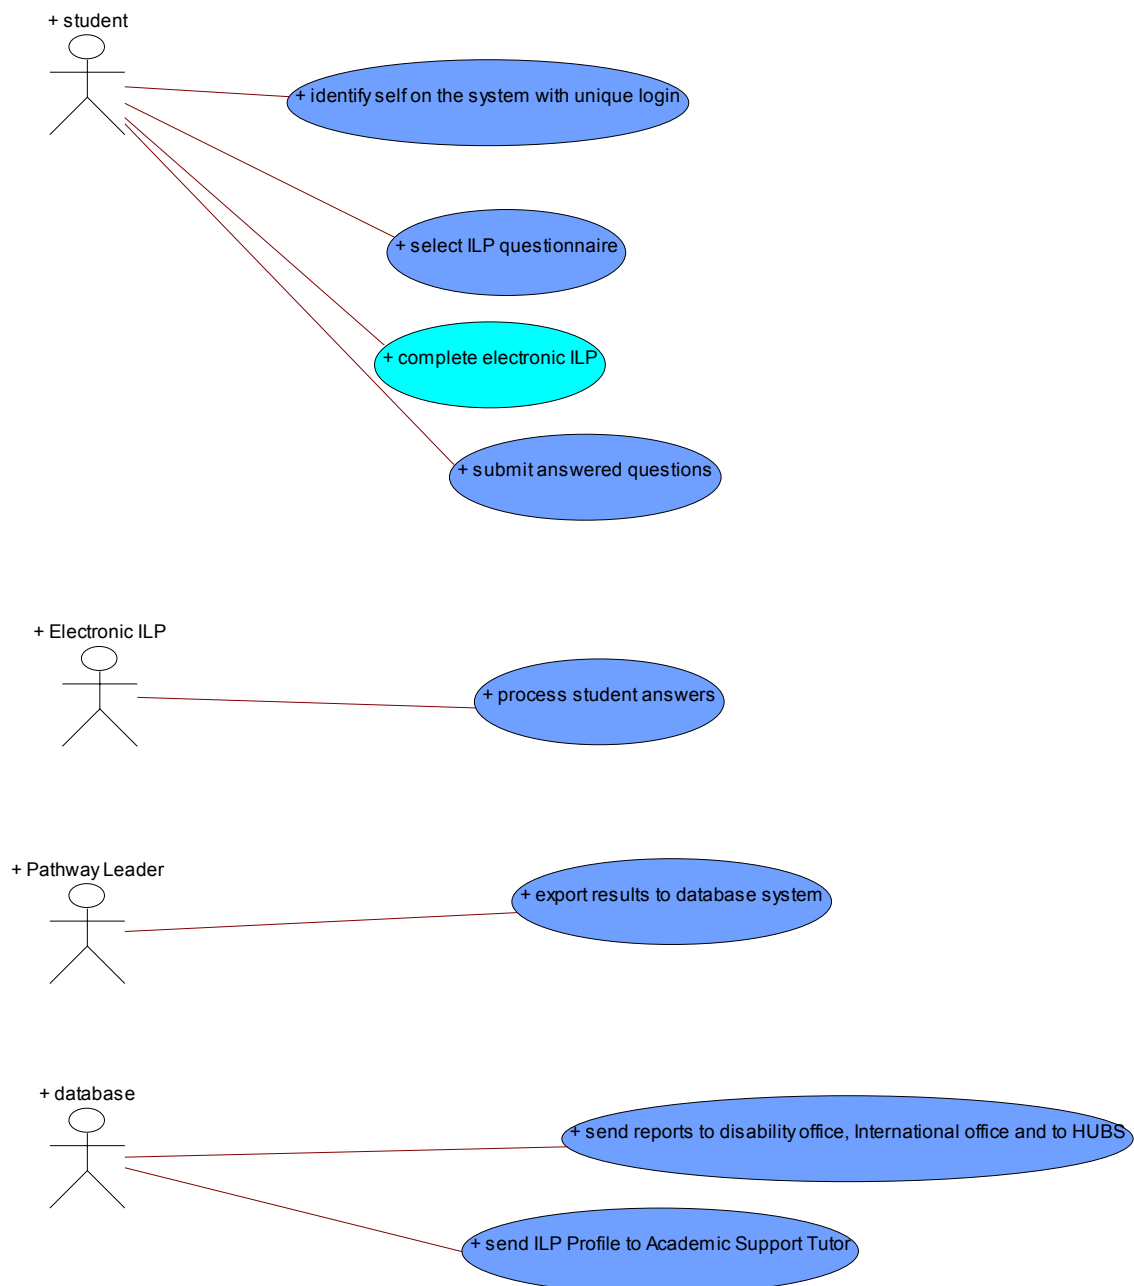 + student
+ identify self on the system with unique login
+ select ILP questionnaire
+ complete electronic ILP
+ submit answered questions
+ Electronic ILP
+ process student answers
+ Pathway Leader
+ export results to database system
+ database
+ send reports to disability office, International office and to HUBS
+ send ILP Profile to Academic Support Tutor